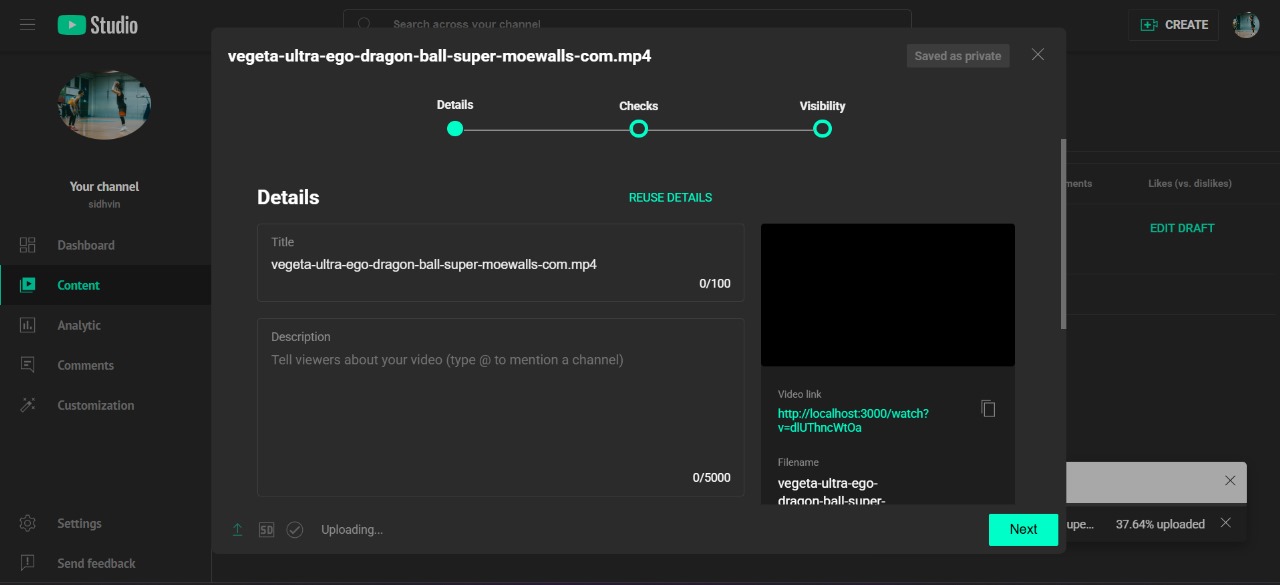 Studio
Search across your channel
CREATE
vegeta-ultra-ego-dragon-ball-super-moewalls-com.mp4
Saved as private
Details
Checks
Visibility
Your channel
sidhvin
Dashboard
Content
Analytic
Comments
Customization
Settings
Send feedback
Details
REUSE DETAILS
Title
vegeta-ultra-ego-dragon-ball-super-moewalls-com.mp4
0/100
Description
Tell viewers about your video (type @ to mention a channel)
0/5000
Video link
http://localhost:3000/watch?
v=dlUThncWtOa
Filename
vegeta-ultra-ego-
dragon-ball-super-
SD
Uploading...
Next
ments
Likes (vs. dislikes)
EDIT DRAFT
upe...
37.64% uploaded